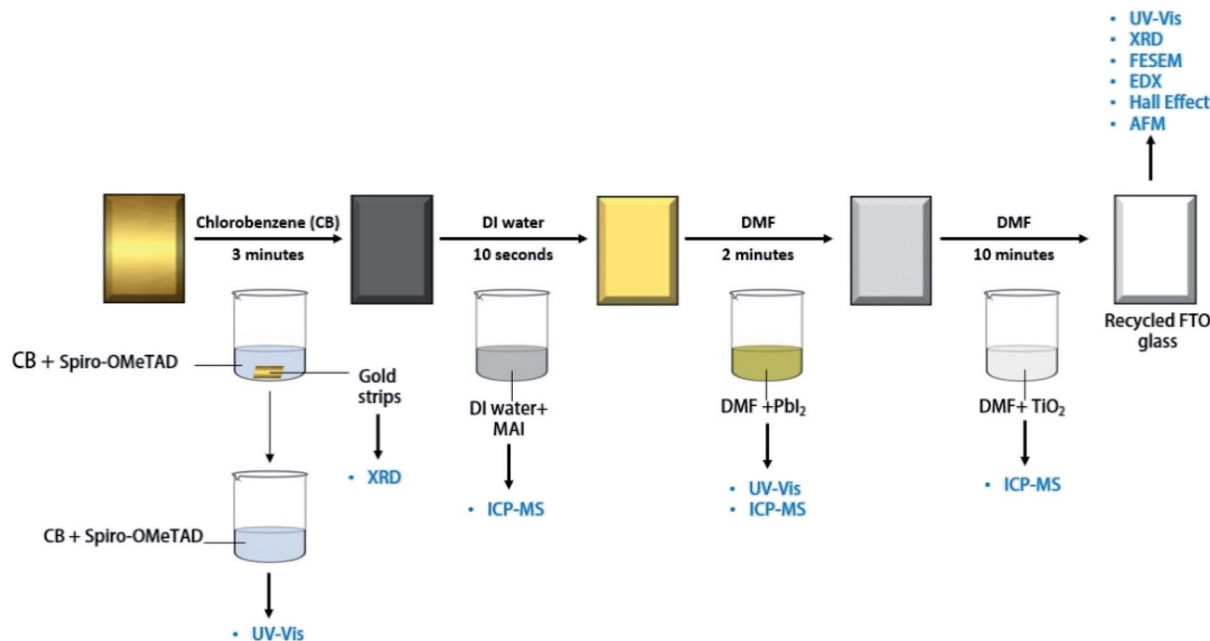 • UV-Vis
• XRD
• FESEM
• EDX
• Hall Effect
• AFM
Chlorobenzene (CB)
3 minutes
DI water
10 seconds
DMF
2 minutes
DMF
10 minutes
Recycled FTO
glass
CB + Spiro-OMeTAD
Gold
strips
• XRD
DI water+
MAI
• ICP-MS
DMF +PbI₂
• UV-Vis
• ICP-MS
DMF+ TiO₂
• ICP-MS
CB + Spiro-OMeTAD
• UV-Vis